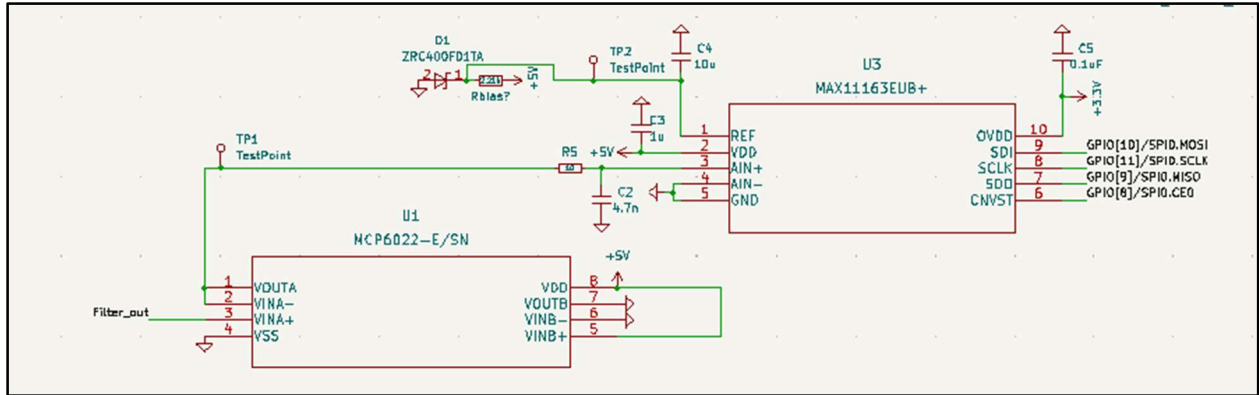 D1
ZRC400FD1TA
2
1
Rbias?
+5V
TP2
TestPoint
C4
10u
C5
0.1uF
+3.3V
U3
MAX11163EUB+
C3
1u
+5V
TP1
TestPoint
R5
C2
4.7n
1 REF
2 VDD
3 AIN+
4 AIN-
5 GND
OVDD 10
SDI 9
SCLK 8
SDO 7
CNVST 6
GPIO[10]/SPIO.MOSI
GPIO[11]/SPIO.SCLK
GPIO[9]/SPIO.MISO
GPIO[8]/SPIO.CE0
U1
MCP6022-E/SN
+5V
Filter_out
1 VOUTA
2 VINA-
3 VINA+
4 VSS
VDD 8
VOUTB 7
VINB- 6
VINB+ 5